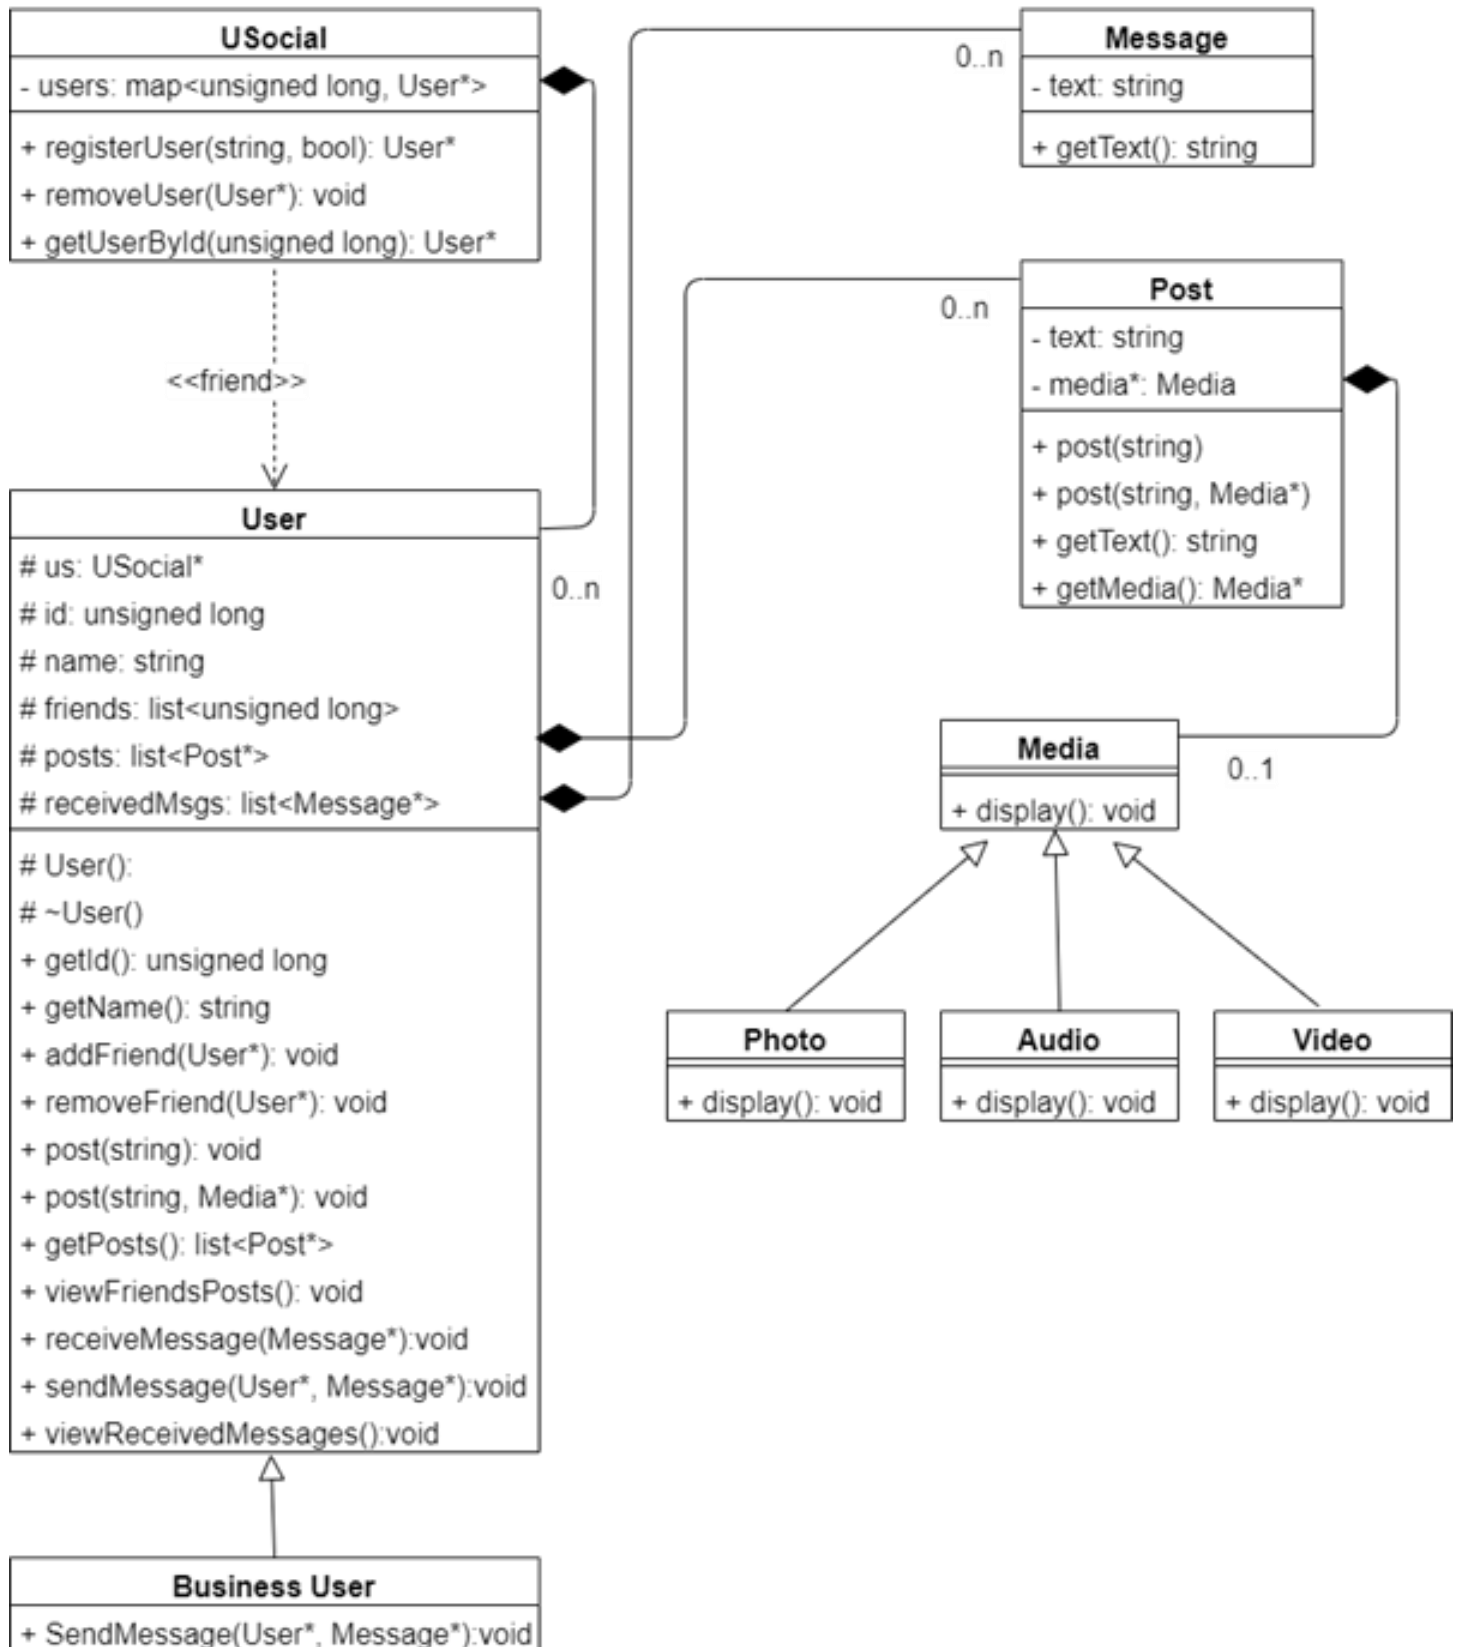 USocial
- users: map<unsigned long, User*>
+ registerUser(string, bool): User*
+ removeUser(User*): void
+ getUserById(unsigned long): User*
<<friend>>
User
# us: USocial*
# id: unsigned long
# name: string
# friends: list<unsigned long>
# posts: list<Post*>
# receivedMsgs: list<Message*>
# User():
# ~User()
+ getId(): unsigned long
+ getName(): string
+ addFriend(User*): void
+ removeFriend(User*): void
+ post(string): void
+ post(string, Media*): void
+ getPosts(): list<Post*>
+ viewFriendsPosts(): void
+ receiveMessage(Message*):void
+ sendMessage(User*, Message*):void
+ viewReceivedMessages():void
Business User
+ SendMessage(User*, Message*):void
0..n
0..n
Message
- text: string
+ getText(): string
0..n
Post
- text: string
- media*: Media
+ post(string)
+ post(string, Media*)
+ getText(): string
+ getMedia(): Media*
0..1
Media
+ display(): void
Photo
+ display(): void
Audio
+ display(): void
Video
+ display(): void